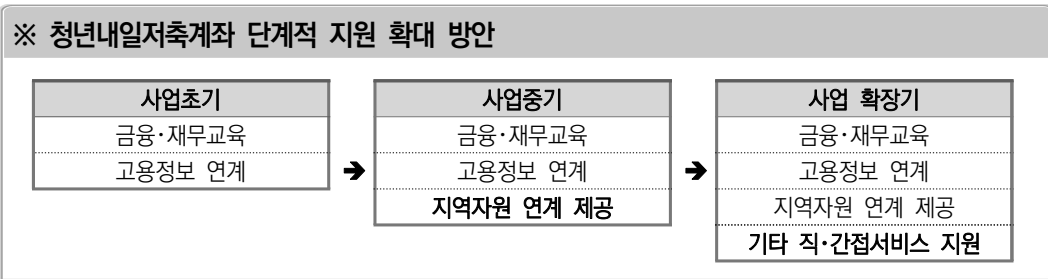 ※ 청년내일저축계좌 단계적 지원 확대 방안
사업초기
금융·재무교육
고용정보 연계
➔
사업중기
금융·재무교육
고용정보 연계
지역자원 연계 제공
➔
사업 확장기
금융·재무교육
고용정보 연계
지역자원 연계 제공
기타 직·간접서비스 지원